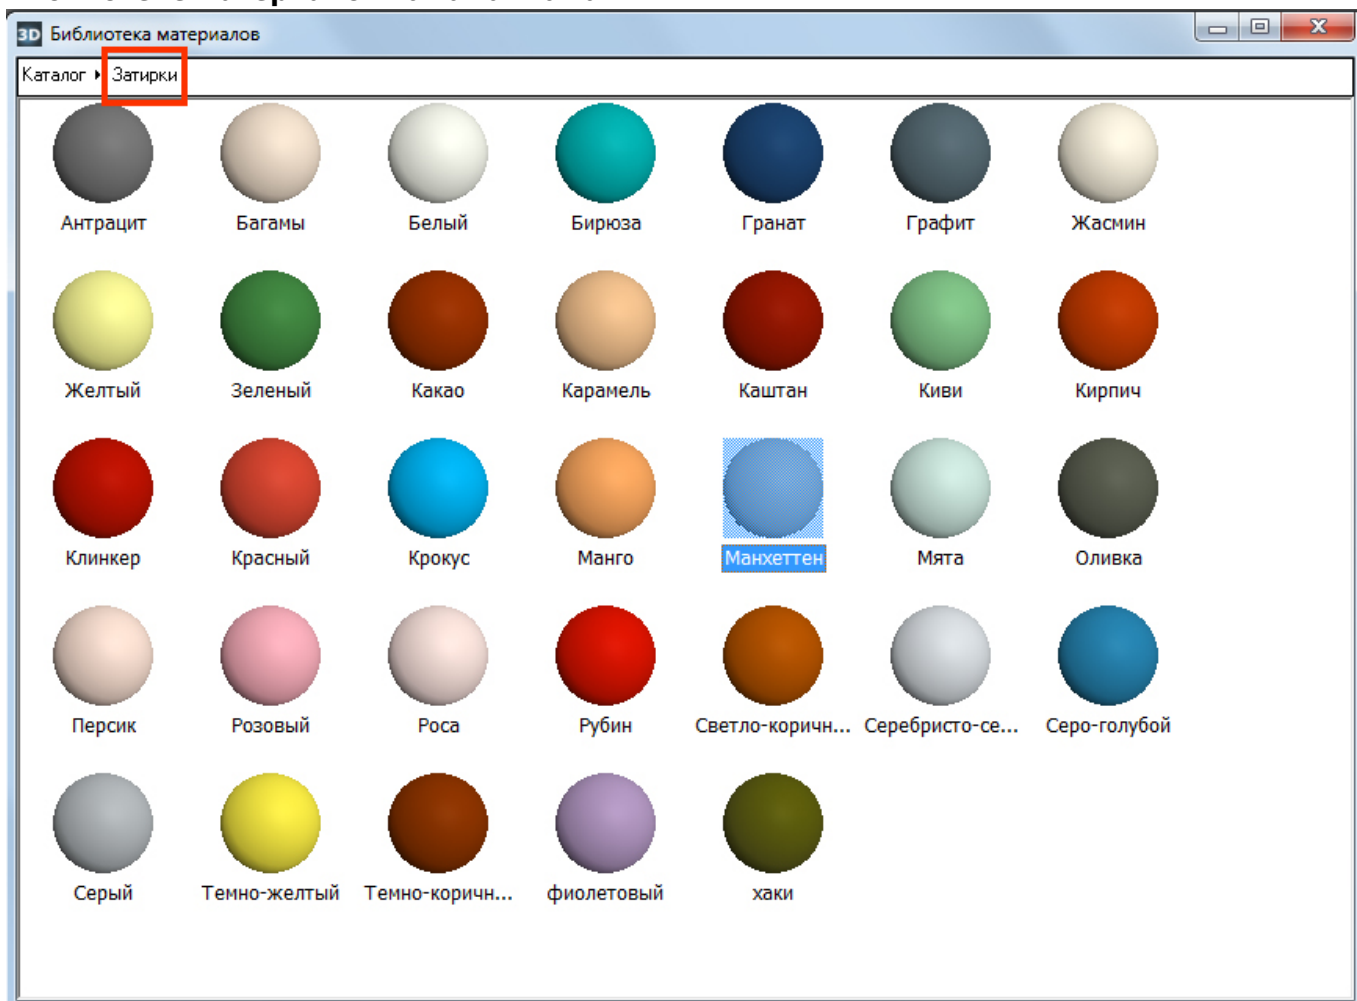 3D Библиотека материалов
Каталог Затирки
Антрацит Багамы Белый Бирюза Гранат Графит Жасмин
Желтый Зеленый Какао Карамель Каштан Киви Кирпич
Клинкер Красный Крокус Манго Манхеттен Мята Оливка
Персик Розовый Роса Рубин Светло-коричн... Серебристо-се... Серо-голубой
Серый Темно-желтый Темно-коричн... фиолетовый хаки